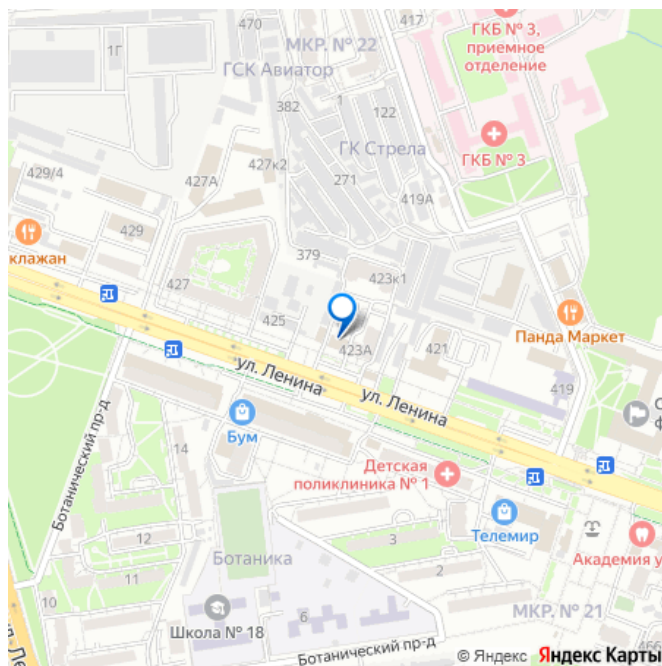 470
419
417
1Г
МКР. № 22
ГКБ № 3,
приемное
отделение
ГСК Авиатор
382
1
122
ГКБ № 3
ГК Стрела
427к2
429/4
427А
271
419А
429
клажан
379
423к1
427
425
Панда Маркет
423А
421
ул. Ленина
ул. Ленина
419
Ботанический пр-д
Бум
14
Детская
поликлиника № 1
Телемир
12
Ботаника
3
Академия у
11
2
10
6
МКР. № 21
Школа № 18
Ботанический пр-д
© Яндекс Яндекс Карты